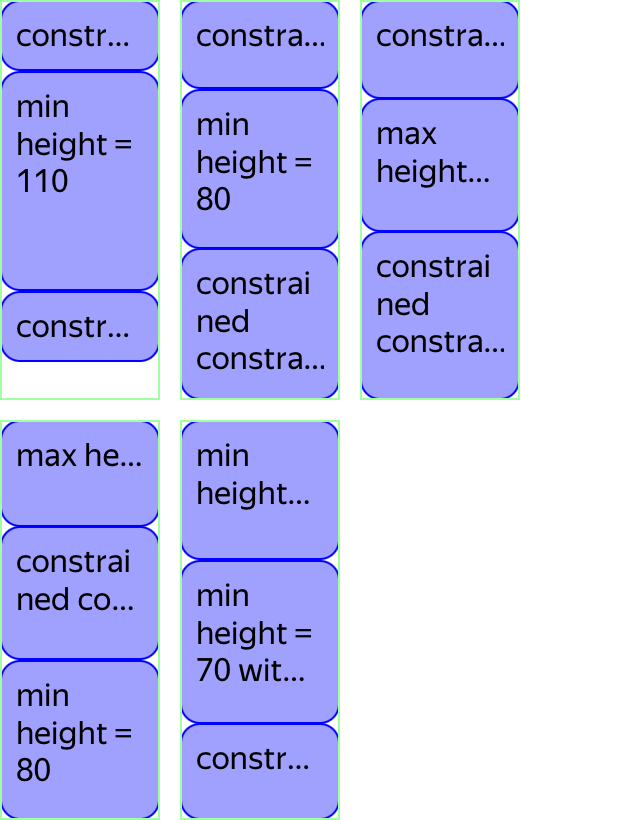 constr...
min
height =
110
constr...
constra...
min
height =
80
constrai
ned
constra...
constra...
max
height...
constrai
ned
constra...
max he...
constrai
ned co...
min
height =
80
min
height...
min
height =
70 wit...
constr...